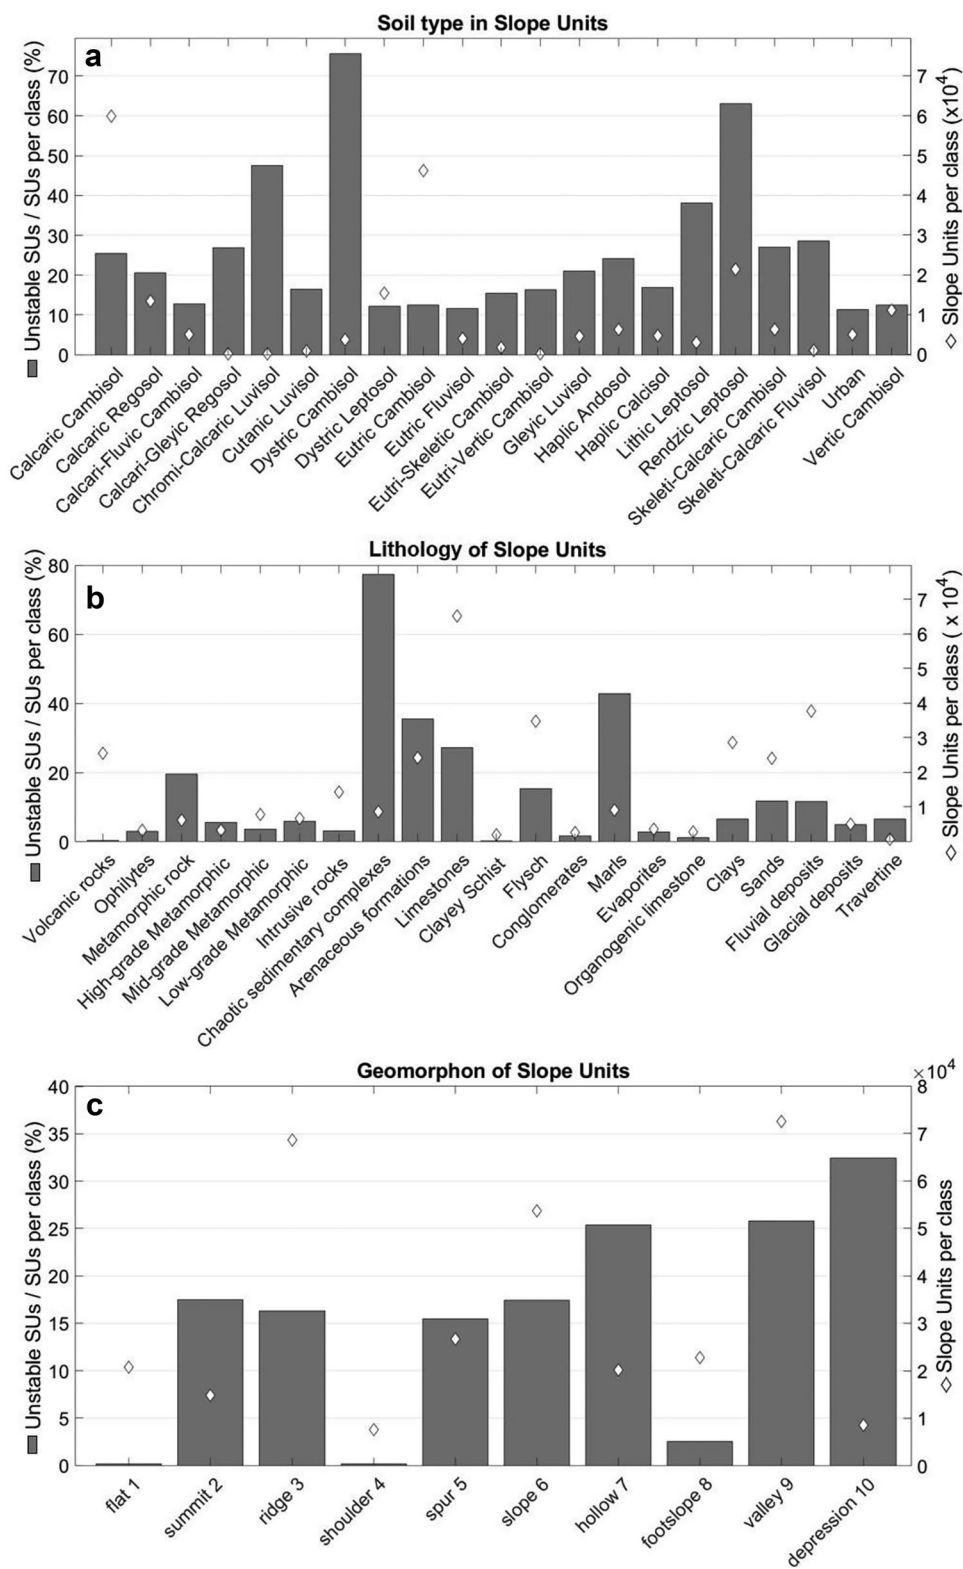 Soil type in Slope Units
a
Unstable SUs / SUs per class (%)
70
60
50
40
30
20
10
0
7
6
5
4
3
2
1
0
Slope Units per class (x10⁴)
Calcaric Cambisol
Calcaric Regosol
Calcari-Fluvic Cambisol
Calcari-Gleyic Regosol
Chromi-Calcaric Luvisol
Cutanic Luvisol
Dystric Cambisol
Dystric Leptosol
Eutric Cambisol
Eutric Fluvisol
Eutri-Skeletic Cambisol
Eutri-Vertic Cambisol
Gleyic Luvisol
Haplic Andosol
Haplic Calcisol
Lithic Leptosol
Rendzic Leptosol
Skeleti-Calcaric Cambisol
Skeleti-Calcaric Fluvisol
Urban
Vertic Cambisol
Lithology of Slope Units
b
Unstable SUs / SUs per class (%)
80
60
40
20
0
7
6
5
4
3
2
1
Slope Units per class ( x 10⁴)
Volcanic rocks
Ophilytes
Metamorphic rock
High-grade Metamorphic
Mid-grade Metamorphic
Low-grade Metamorphic
Intrusive rocks
Chaotic sedimentary complexes
Arenaceous formations
Limestones
Clayey Schist
Flysch
Conglomerates
Marls
Evaporites
Organogenic limestone
Clays
Sands
Fluvial deposits
Glacial deposits
Travertine
Geomorphon of Slope Units
c
Unstable SUs / SUs per class (%)
40
35
30
25
20
15
10
5
0
×10⁴
8
7
6
5
4
3
2
1
0
Slope Units per class
flat 1
summit 2
ridge 3
shoulder 4
spur 5
slope 6
hollow 7
footslope 8
valley 9
depression 10